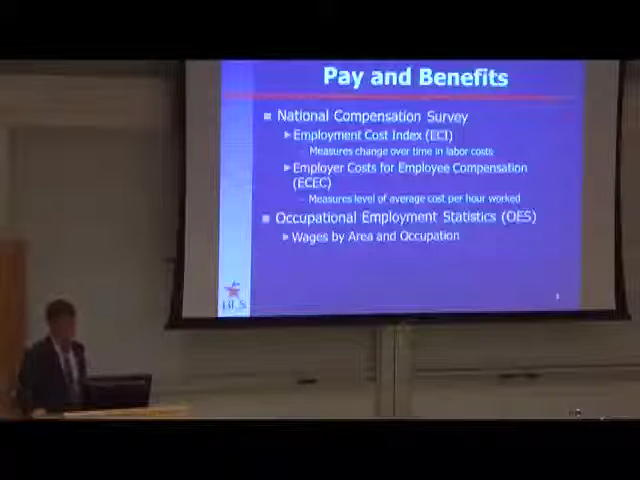 Pay and Benefits
National Compensation Survey
Employment Cost Index (ECI)
Measures change over time in labor costs
Employer Costs for Employee Compensation
(ECEC)
Measures level of average cost per hour worked
Occupational Employment Statistics (OES)
Wages by Area and Occupation
BLS